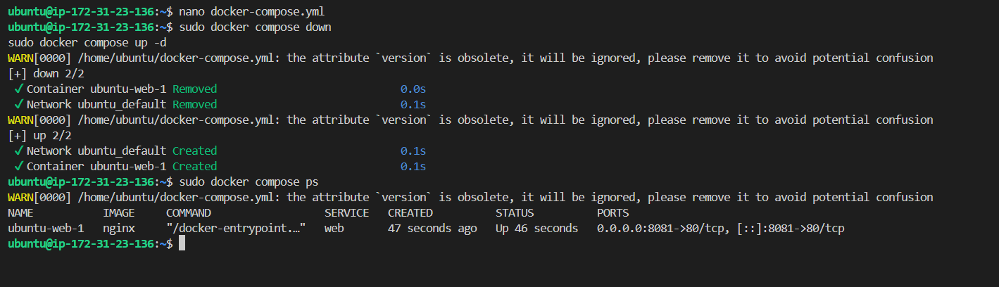 ubuntu@ip-172-31-23-136:~$ nano docker-compose.yml
ubuntu@ip-172-31-23-136:~$ sudo docker compose down
sudo docker compose up -d
WARN[0000] /home/ubuntu/docker-compose.yml: the attribute `version` is obsolete, it will be ignored, please remove it to avoid potential confusion
[+] down 2/2
✔ Container ubuntu-web-1 Removed 0.0s
✔ Network ubuntu_default Removed 0.1s
WARN[0000] /home/ubuntu/docker-compose.yml: the attribute `version` is obsolete, it will be ignored, please remove it to avoid potential confusion
[+] up 2/2
✔ Network ubuntu_default Created 0.1s
✔ Container ubuntu-web-1 Created 0.1s
ubuntu@ip-172-31-23-136:~$ sudo docker compose ps
WARN[0000] /home/ubuntu/docker-compose.yml: the attribute `version` is obsolete, it will be ignored, please remove it to avoid potential confusion
NAME IMAGE COMMAND SERVICE CREATED STATUS PORTS
ubuntu-web-1 nginx "/docker-entrypoint.…" web 47 seconds ago Up 46 seconds 0.0.0.0:8081->80/tcp, [::]:8081->80/tcp
ubuntu@ip-172-31-23-136:~$